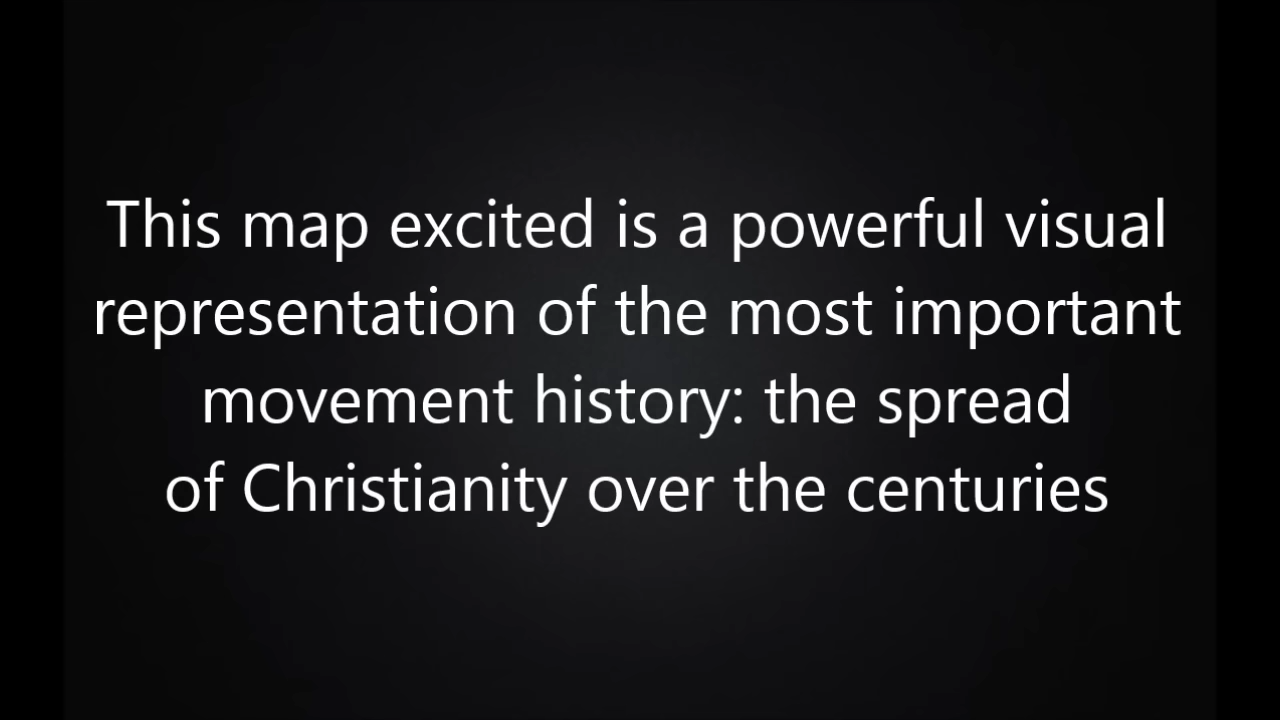 This map excited is a powerful visual
representation of the most important
movement history: the spread
of Christianity over the centuries